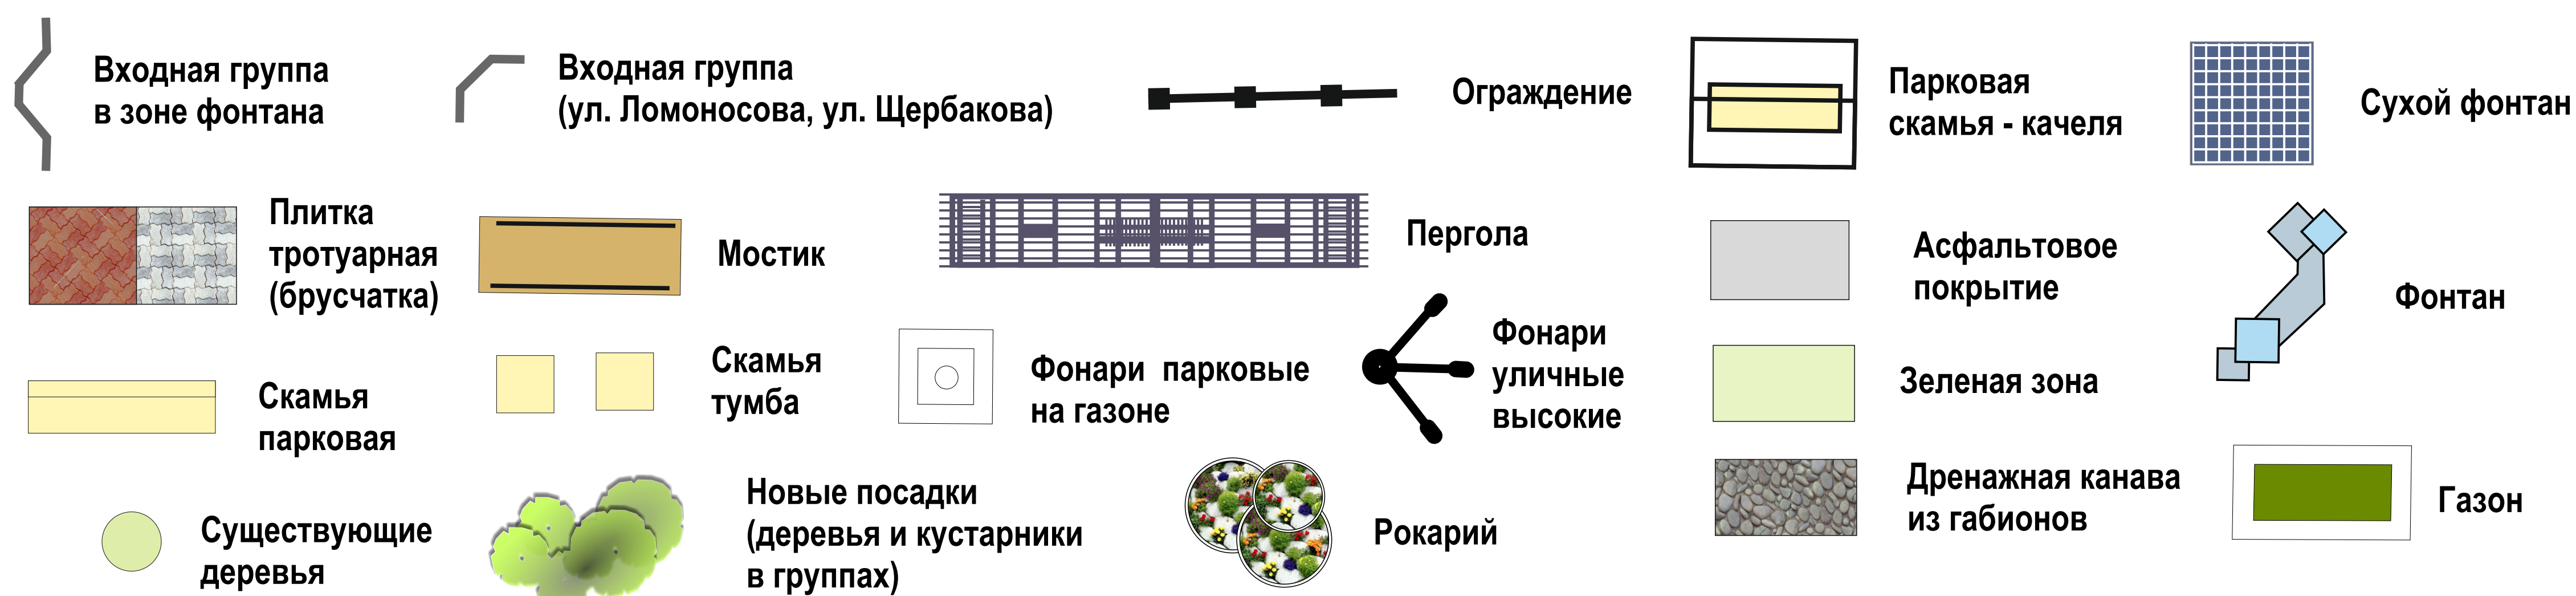 Входная группа
в зоне фонтана
Входная группа
(ул. Ломоносова, ул. Щербакова)
Ограждение
Парковая
скамья - качеля
Сухой фонтан
Плитка
тротуарная
(брусчатка)
Мостик
Пергола
Асфальтовое
покрытие
Фонтан
Скамья
парковая
Скамья
тумба
Фонари парковые
на газоне
Фонари
уличные
высокие
Зеленая зона
Существующие
деревья
Новые посадки
(деревья и кустарники
в группах)
Рокарий
Дренажная канава
из габионов
Газон